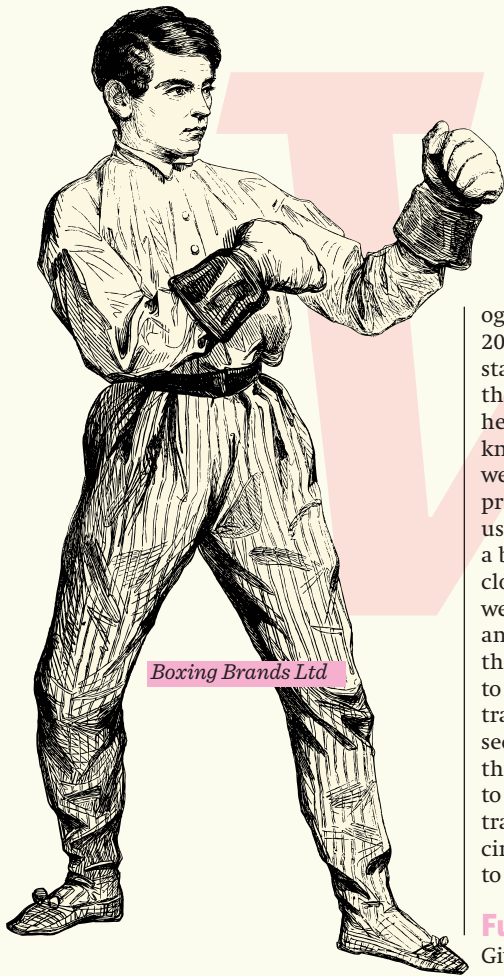 og
20
sta
th
he
kn
we
pr
us
a b
clo
we
an
th
Boxing Brands Ltd
to
tra
sec
th
to
tra
cir
to
Fu
Gi